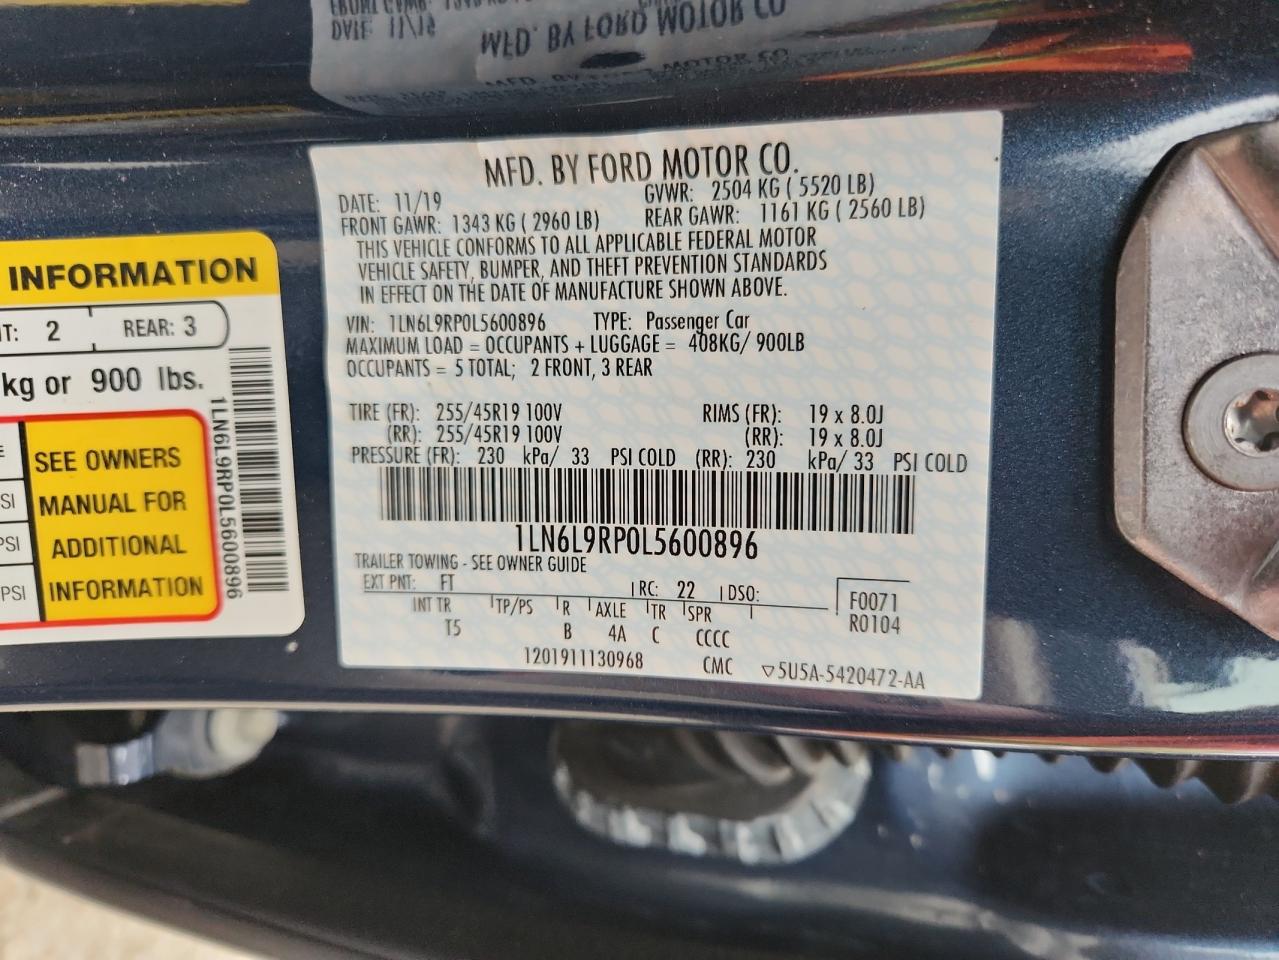 MFD. BY FORD MOTOR CO.
DATE: 11/19 GVWR: 2504 KG ( 5520 LB)
FRONT GAWR: 1343 KG ( 2960 LB) REAR GAWR: 1161 KG ( 2560 LB)
THIS VEHICLE CONFORMS TO ALL APPLICABLE FEDERAL MOTOR
VEHICLE SAFETY, BUMPER, AND THEFT PREVENTION STANDARDS
IN EFFECT ON THE DATE OF MANUFACTURE SHOWN ABOVE.
VIN: 1LN6L9RP0L5600896 TYPE: Passenger Car
MAXIMUM LOAD = OCCUPANTS + LUGGAGE = 408KG/ 900LB
OCCUPANTS = 5 TOTAL; 2 FRONT, 3 REAR
TIRE (FR): 255/45R19 100V RIMS (FR): 19 x 8.0J
(RR): 255/45R19 100V (RR): 19 x 8.0J
PRESSURE (FR): 230 kPa/ 33 PSI COLD (RR): 230 kPa/ 33 PSI COLD
1LN6L9RP0L5600896
TRAILER TOWING - SEE OWNER GUIDE
EXT PNT: FT RC: 22 DSO:
INT TR TP/PS R AXLE TR SPR
T5 B 4A C CCCC
F0071
R0104
1201911130968 CMC ▽5U5A-5420472-AA
INFORMATION
2 REAR: 3
kg or 900 lbs.
SEE OWNERS
MANUAL FOR
ADDITIONAL
INFORMATION
PSI
PSI
1LN6L9RP0L5600896
MFD. BY FORD MOTOR CO